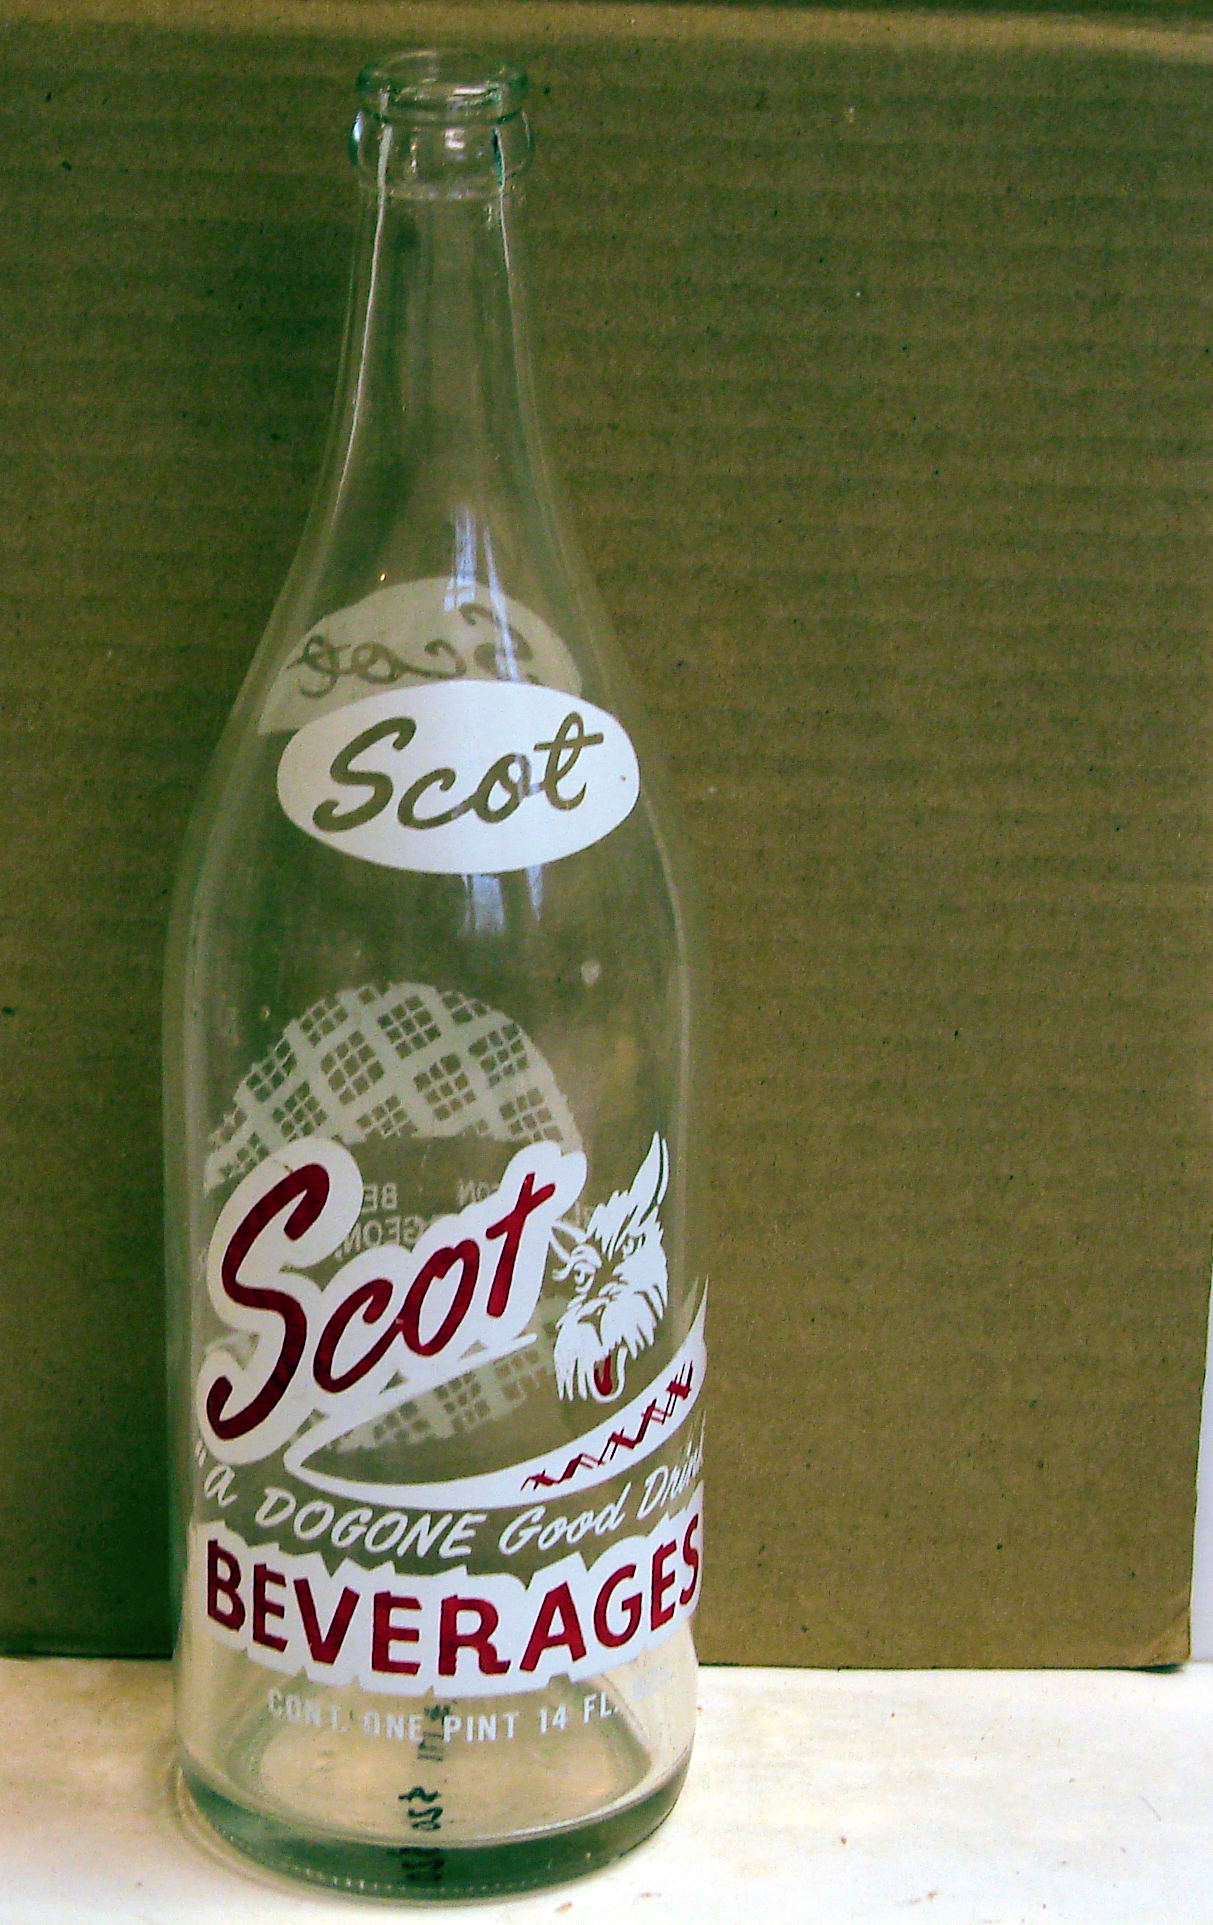 Scot
Scot
"a DOGONE Good Drink
BEVERAGES
CONT. ONE PINT 14 FL.